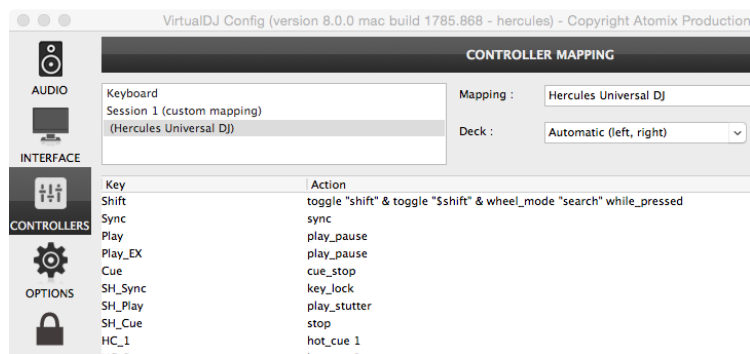 VirtualDJ Config (version 8.0.0 mac build 1785.868 - hercules) - Copyright Atomix Production
CONTROLLER MAPPING
AUDIO
INTERFACE
CONTROLLERS
OPTIONS
Keyboard
Session 1 (custom mapping)
(Hercules Universal DJ)
Mapping : Hercules Universal DJ
Deck : Automatic (left, right)
Key Action
Shift toggle "shift" & toggle "$shift" & wheel_mode "search" while_pressed
Sync sync
Play play_pause
Play_EX play_pause
Cue cue_stop
SH_Sync key_lock
SH_Play play_stutter
SH_Cue stop
HC_1 hot_cue 1